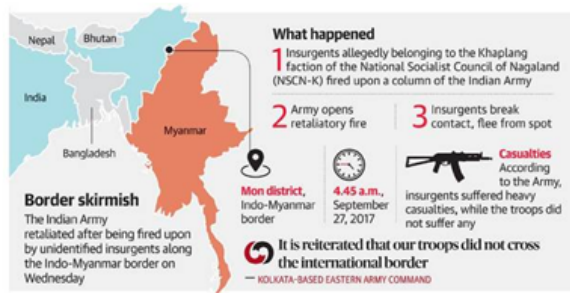 Nepal
Bhutan
India
Bangladesh
Myanmar
Border skirmish
The Indian Army
retaliated after being fired upon
by unidentified insurgents along
the Indo-Myanmar border on
Wednesday
What happened
1 Insurgents allegedly belonging to the Khaplang
faction of the National Socialist Council of Nagaland
(NSCN-K) fired upon a column of the Indian Army
2 Army opens
retaliatory fire
3 Insurgents break
contact, flee from spot
Mon district,
Indo-Myanmar
border
4.45 a.m.,
September
27, 2017
Casualties
According
to the Army,
insurgents suffered heavy
casualties, while the troops did
not suffer any
It is reiterated that our troops did not cross
the international border
— KOLKATA-BASED EASTERN ARMY COMMAND